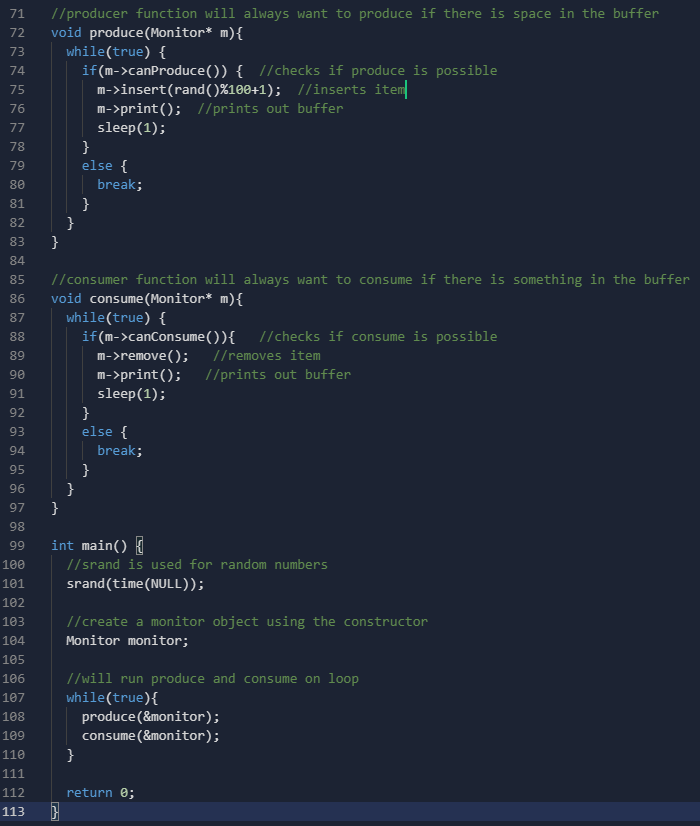 71 //producer function will always want to produce if there is space in the buffer
72 void produce(Monitor* m){
73 while(true) {
74 if(m->canProduce()) { //checks if produce is possible
75 m->insert(rand()%100+1); //inserts item
76 m->print(); //prints out buffer
77 sleep(1);
78 }
79 else {
80 break;
81 }
82 }
83 }
84
85 //consumer function will always want to consume if there is something in the buffer
86 void consume(Monitor* m){
87 while(true) {
88 if(m->canConsume()){ //checks if consume is possible
89 m->remove(); //removes item
90 m->print(); //prints out buffer
91 sleep(1);
92 }
93 else {
94 break;
95 }
96 }
97 }
98
99 int main() {
100 //srand is used for random numbers
101 srand(time(NULL));
102
103 //create a monitor object using the constructor
104 Monitor monitor;
105
106 //will run produce and consume on loop
107 while(true){
108 produce(&monitor);
109 consume(&monitor);
110 }
111
112 return 0;
113 }